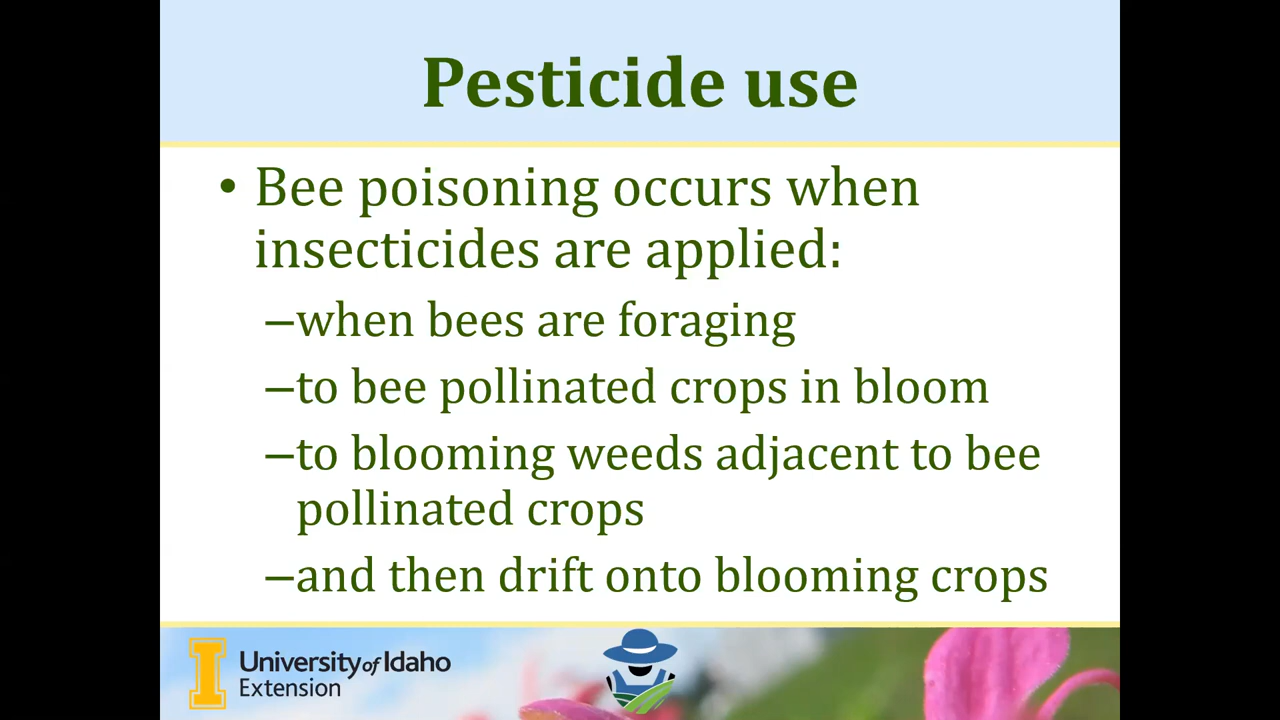 Pesticide use
• Bee poisoning occurs when
insecticides are applied:
–when bees are foraging
–to bee pollinated crops in bloom
–to blooming weeds adjacent to bee
pollinated crops
–and then drift onto blooming crops
I
University of Idaho
Extension